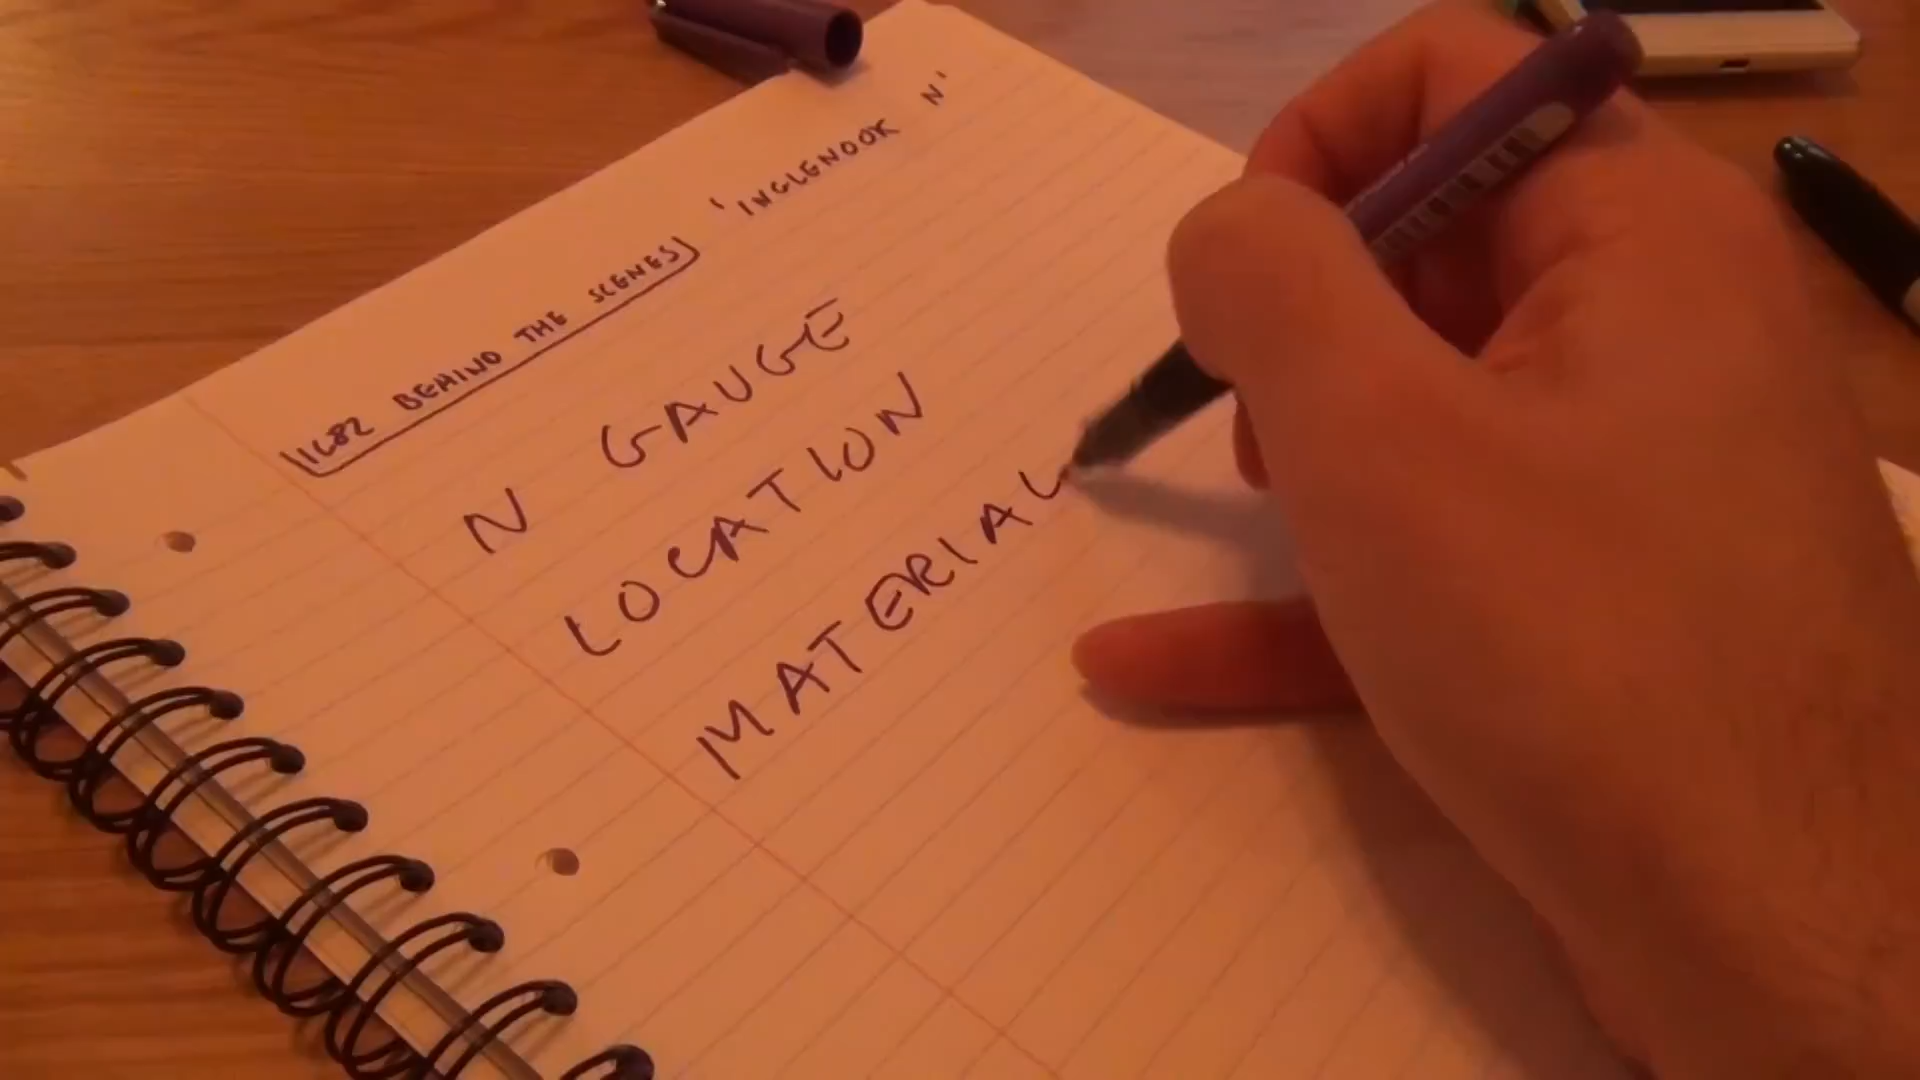 1682 BEHIND THE SCENES 'INGLENOOK N'
N GAUGE
LOCATION
MATERIAL